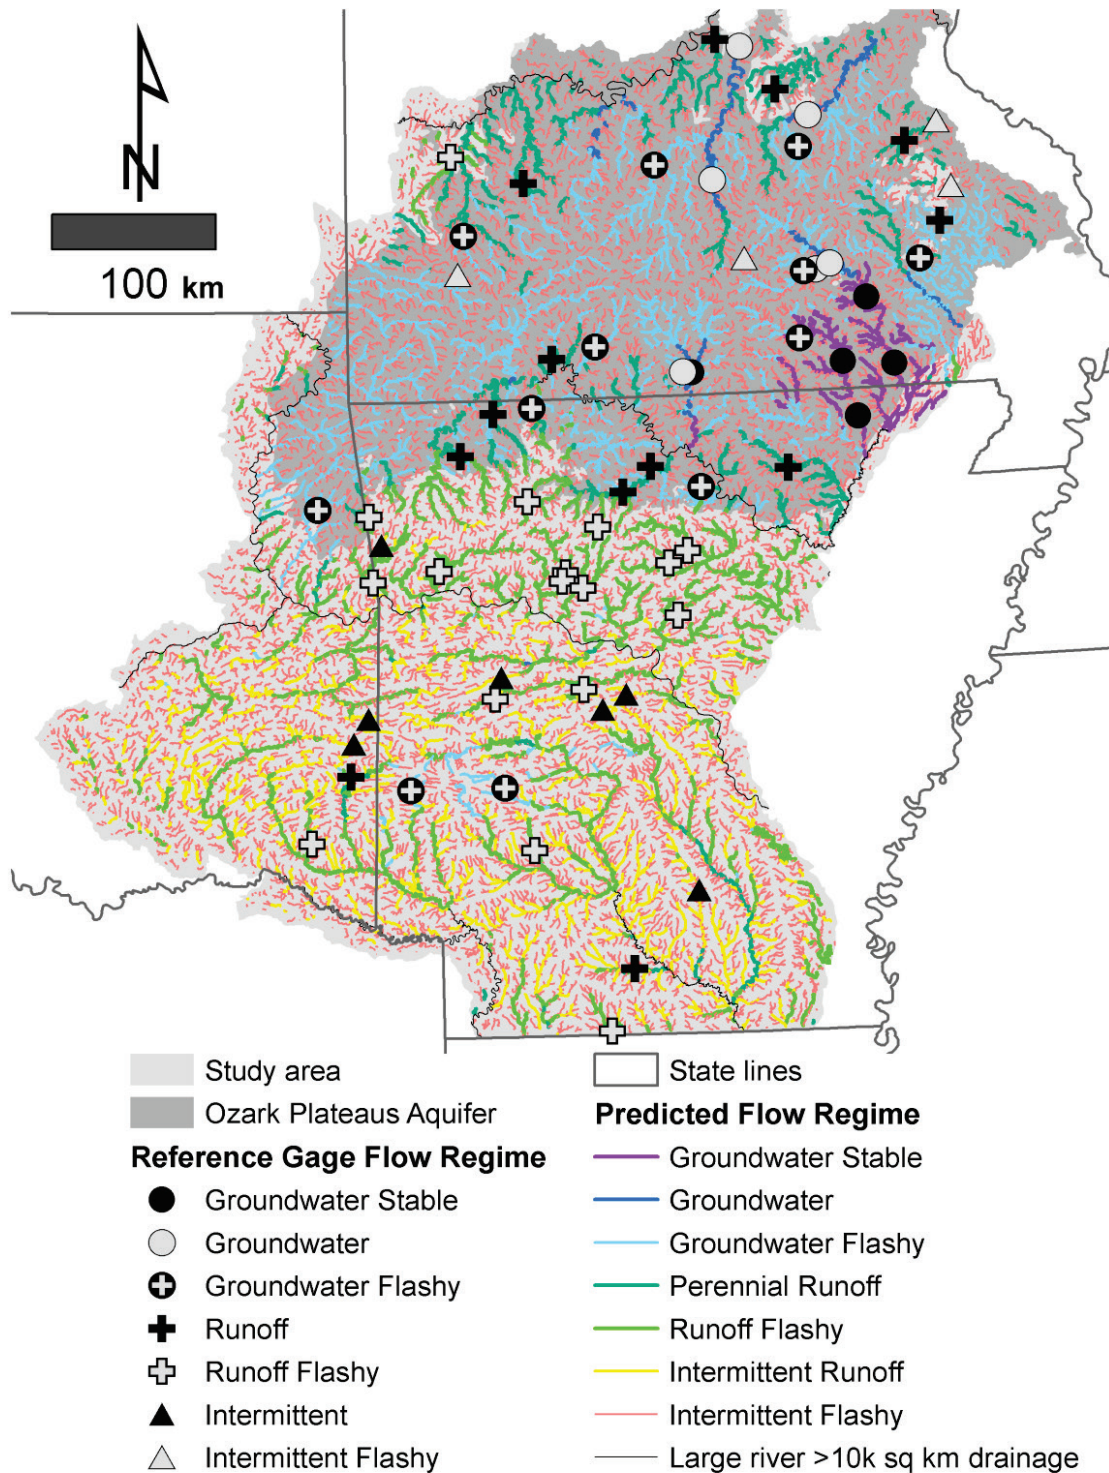 N
100 km
Study area
Ozark Plateaus Aquifer
Reference Gage Flow Regime
Groundwater Stable
Groundwater
Groundwater Flashy
Runoff
Runoff Flashy
Intermittent
Intermittent Flashy
State lines
Predicted Flow Regime
Groundwater Stable
Groundwater
Groundwater Flashy
Perennial Runoff
Runoff Flashy
Intermittent Runoff
Intermittent Flashy
Large river >10k sq km drainage